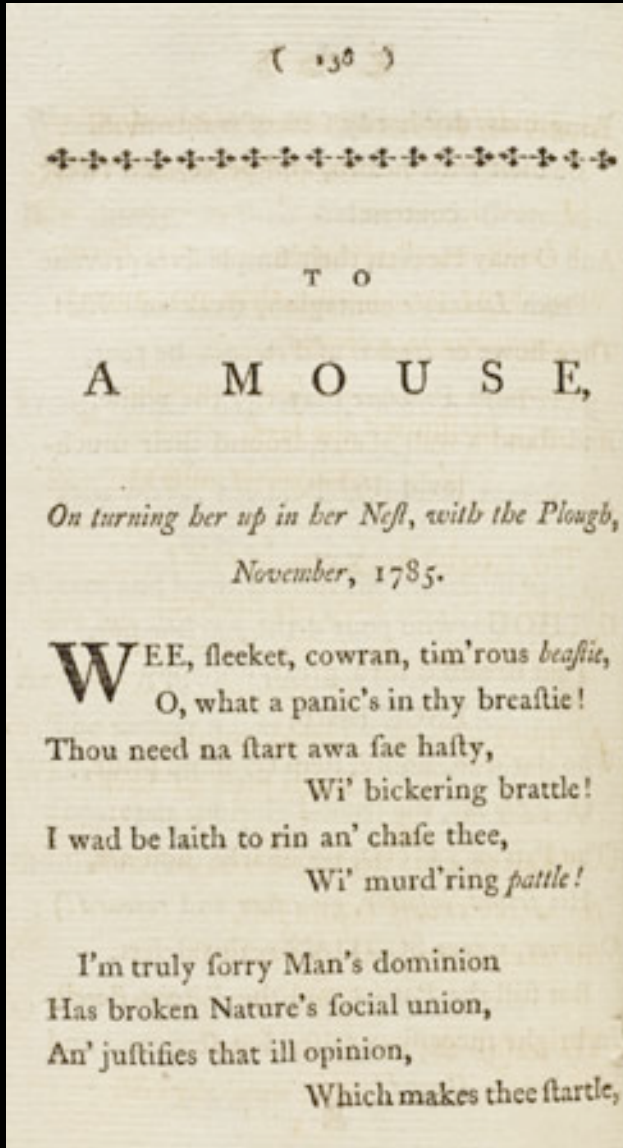 ( 138 )
TO
A MOUSE,
On turning her up in her Neſt, with the Plough,
November, 1785.
WEE, ſleeket, cowran, tim'rous beaſtie,
O, what a panic's in thy breaſtie!
Thou need na ſtart awa ſae haſty,
Wi' bickering brattle!
I wad be laith to rin an' chaſe thee,
Wi' murd'ring pattle!
I'm truly ſorry Man's dominion
Has broken Nature's ſocial union,
An' juſtifies that ill opinion,
Which makes thee ſtartle,